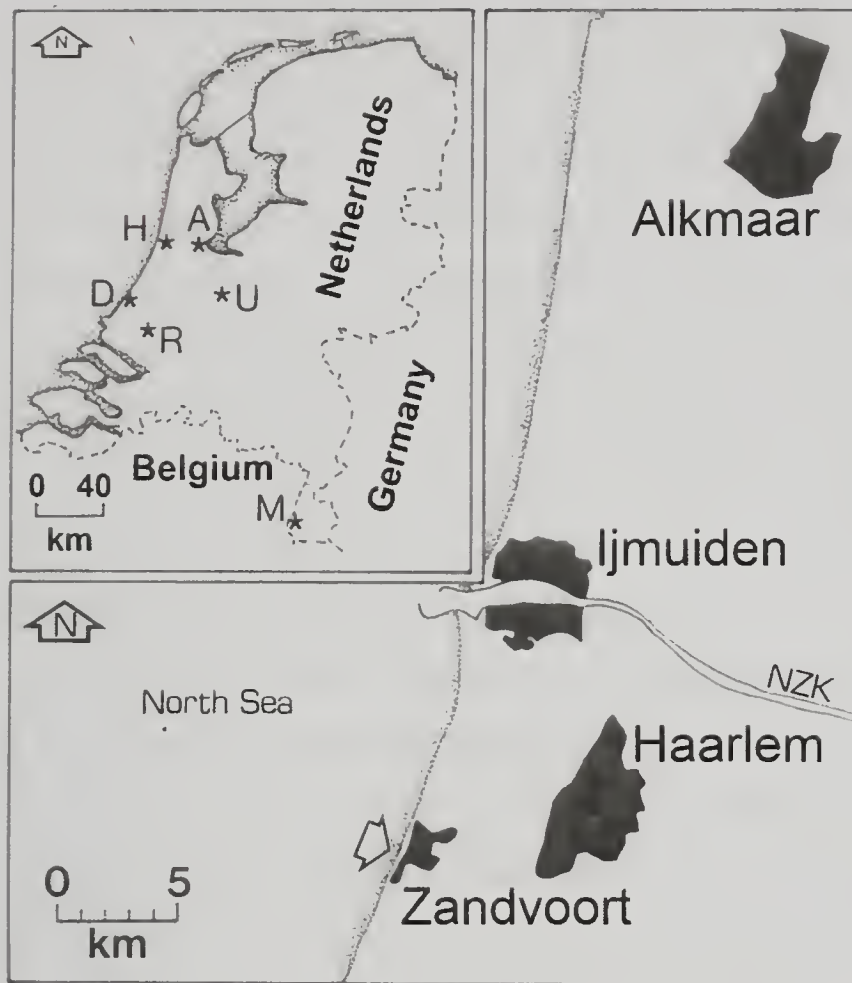 N
Netherlands
H
A
D
U
R
Germany
Belgium
0 40
km
M
Alkmaar
Ijmuiden
N
North Sea
NZK
Haarlem
0 5
km
Zandvoort